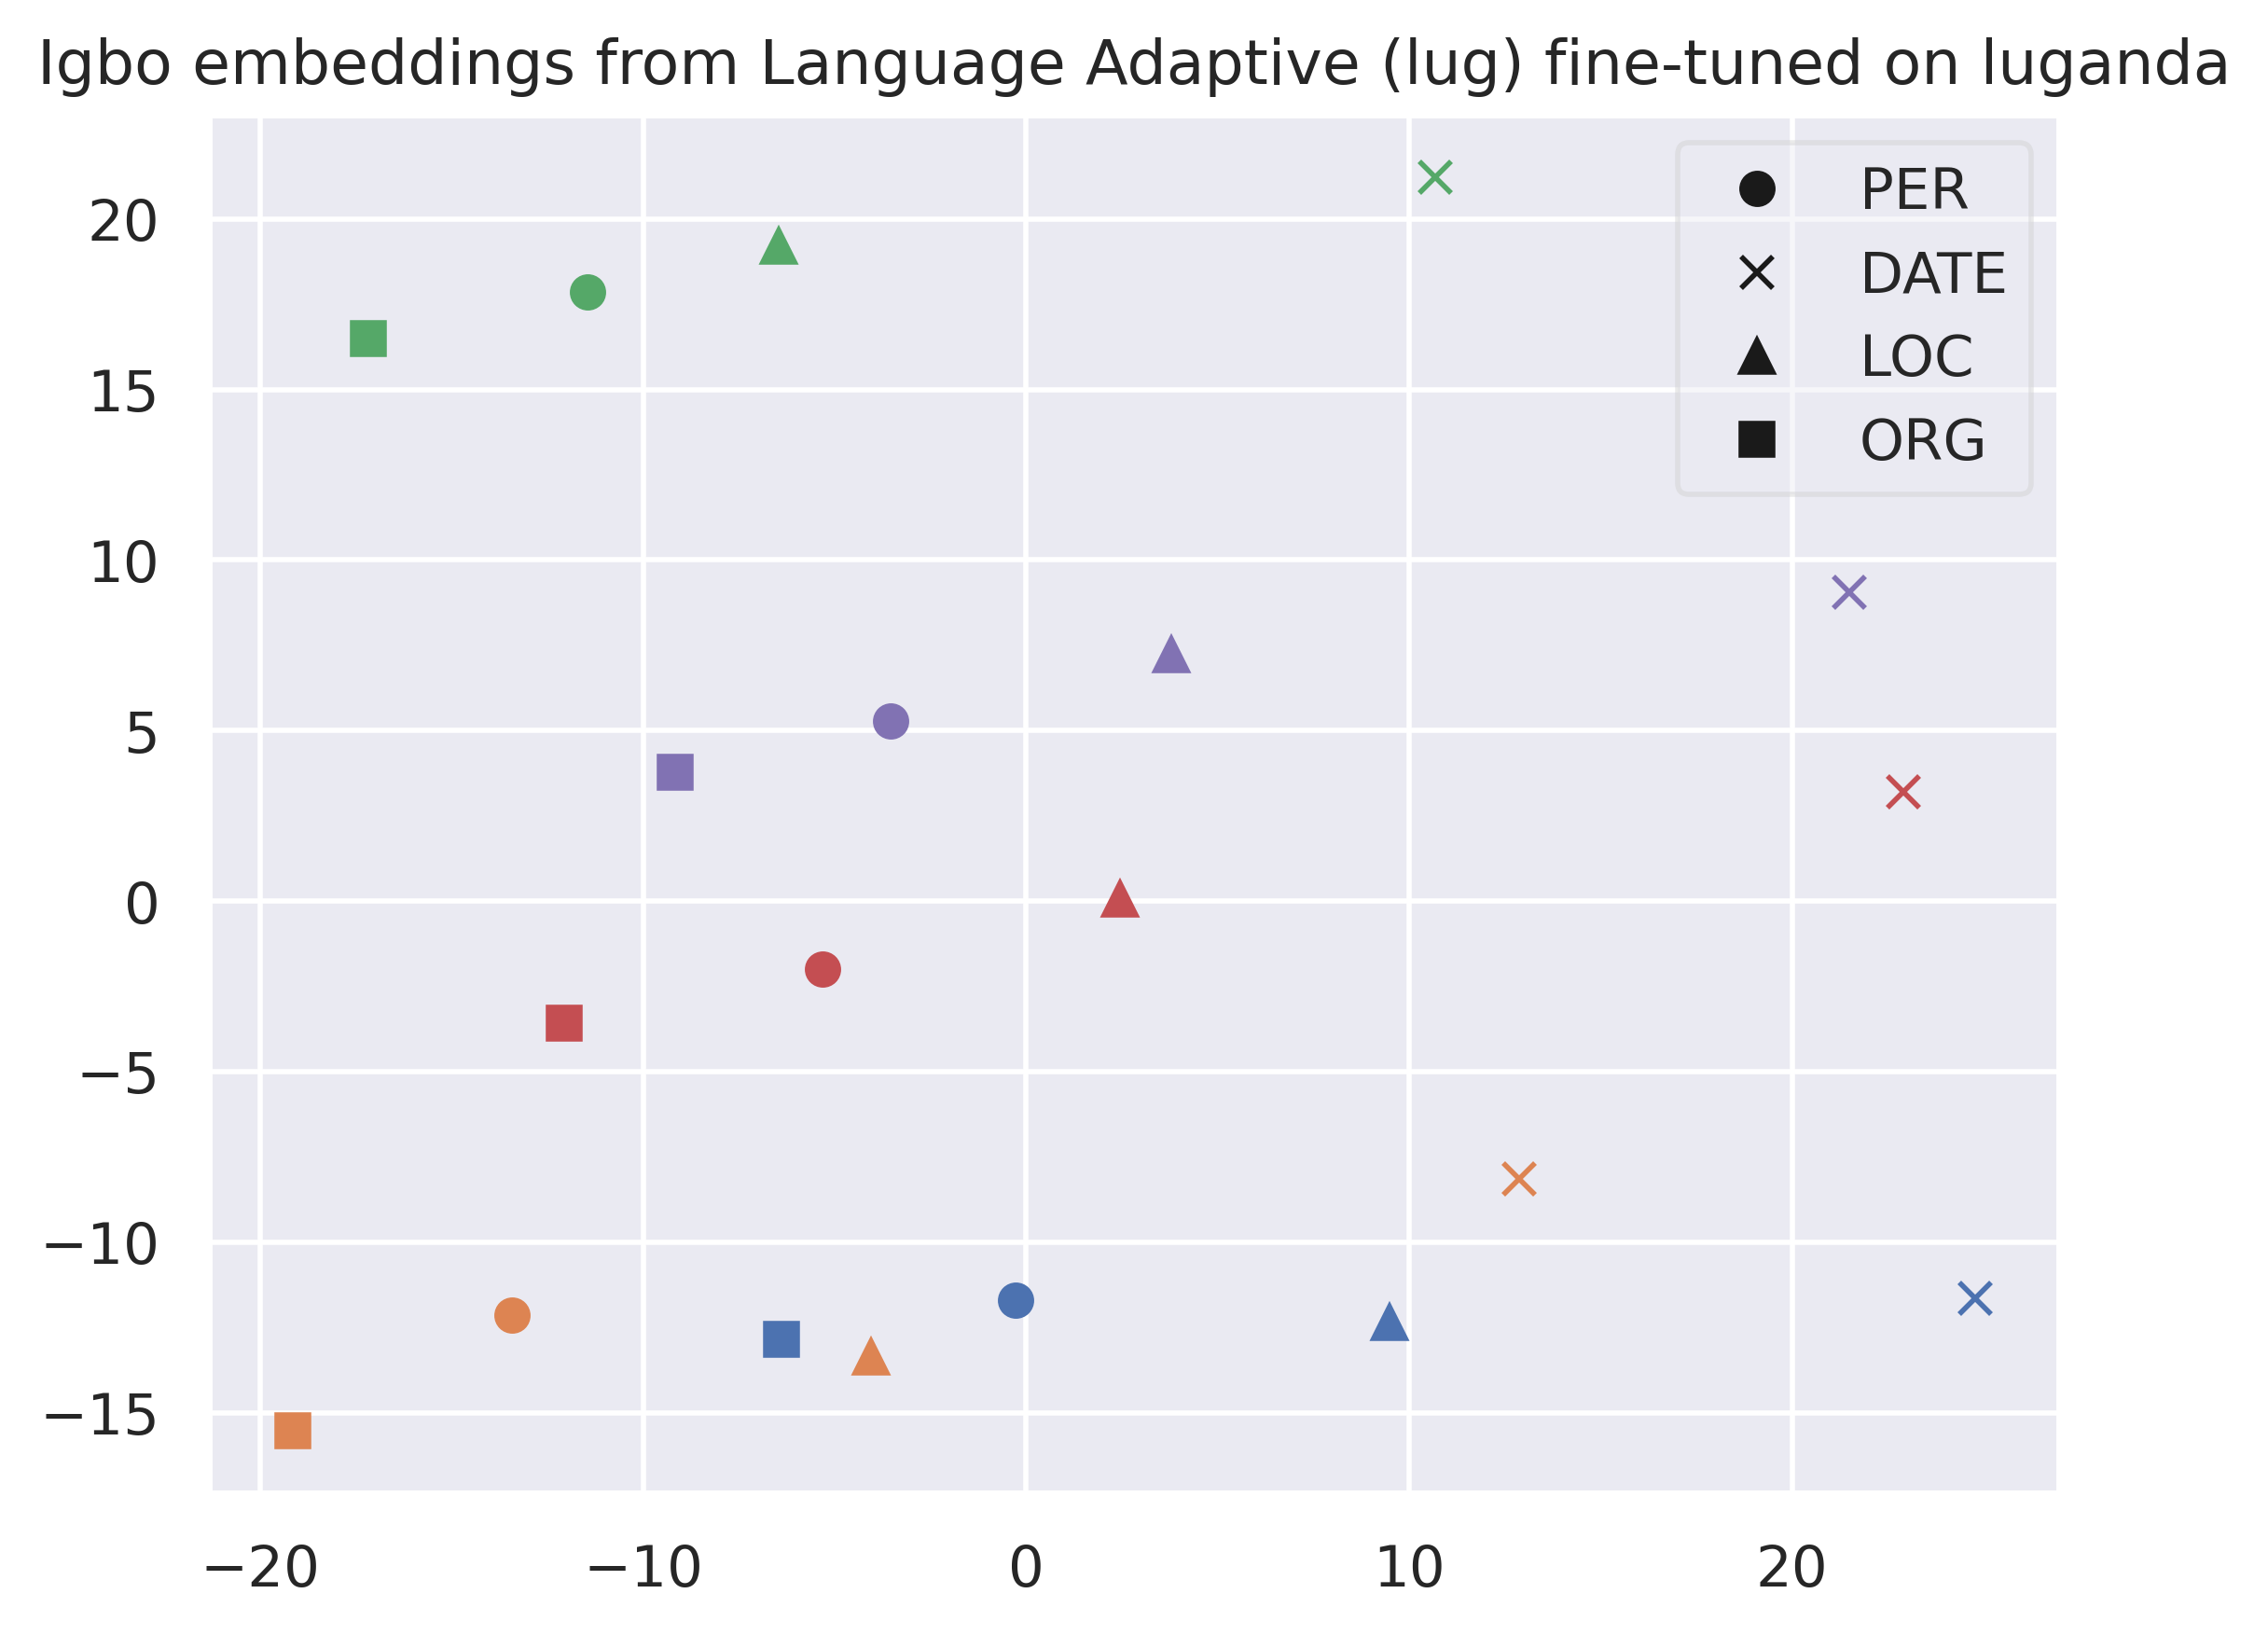 Igbo embeddings from Language Adaptive (lug) fine-tuned on luganda
PER
DATE
LOC
ORG
20
15
10
5
0
−5
−10
−15
−20
−10
0
10
20